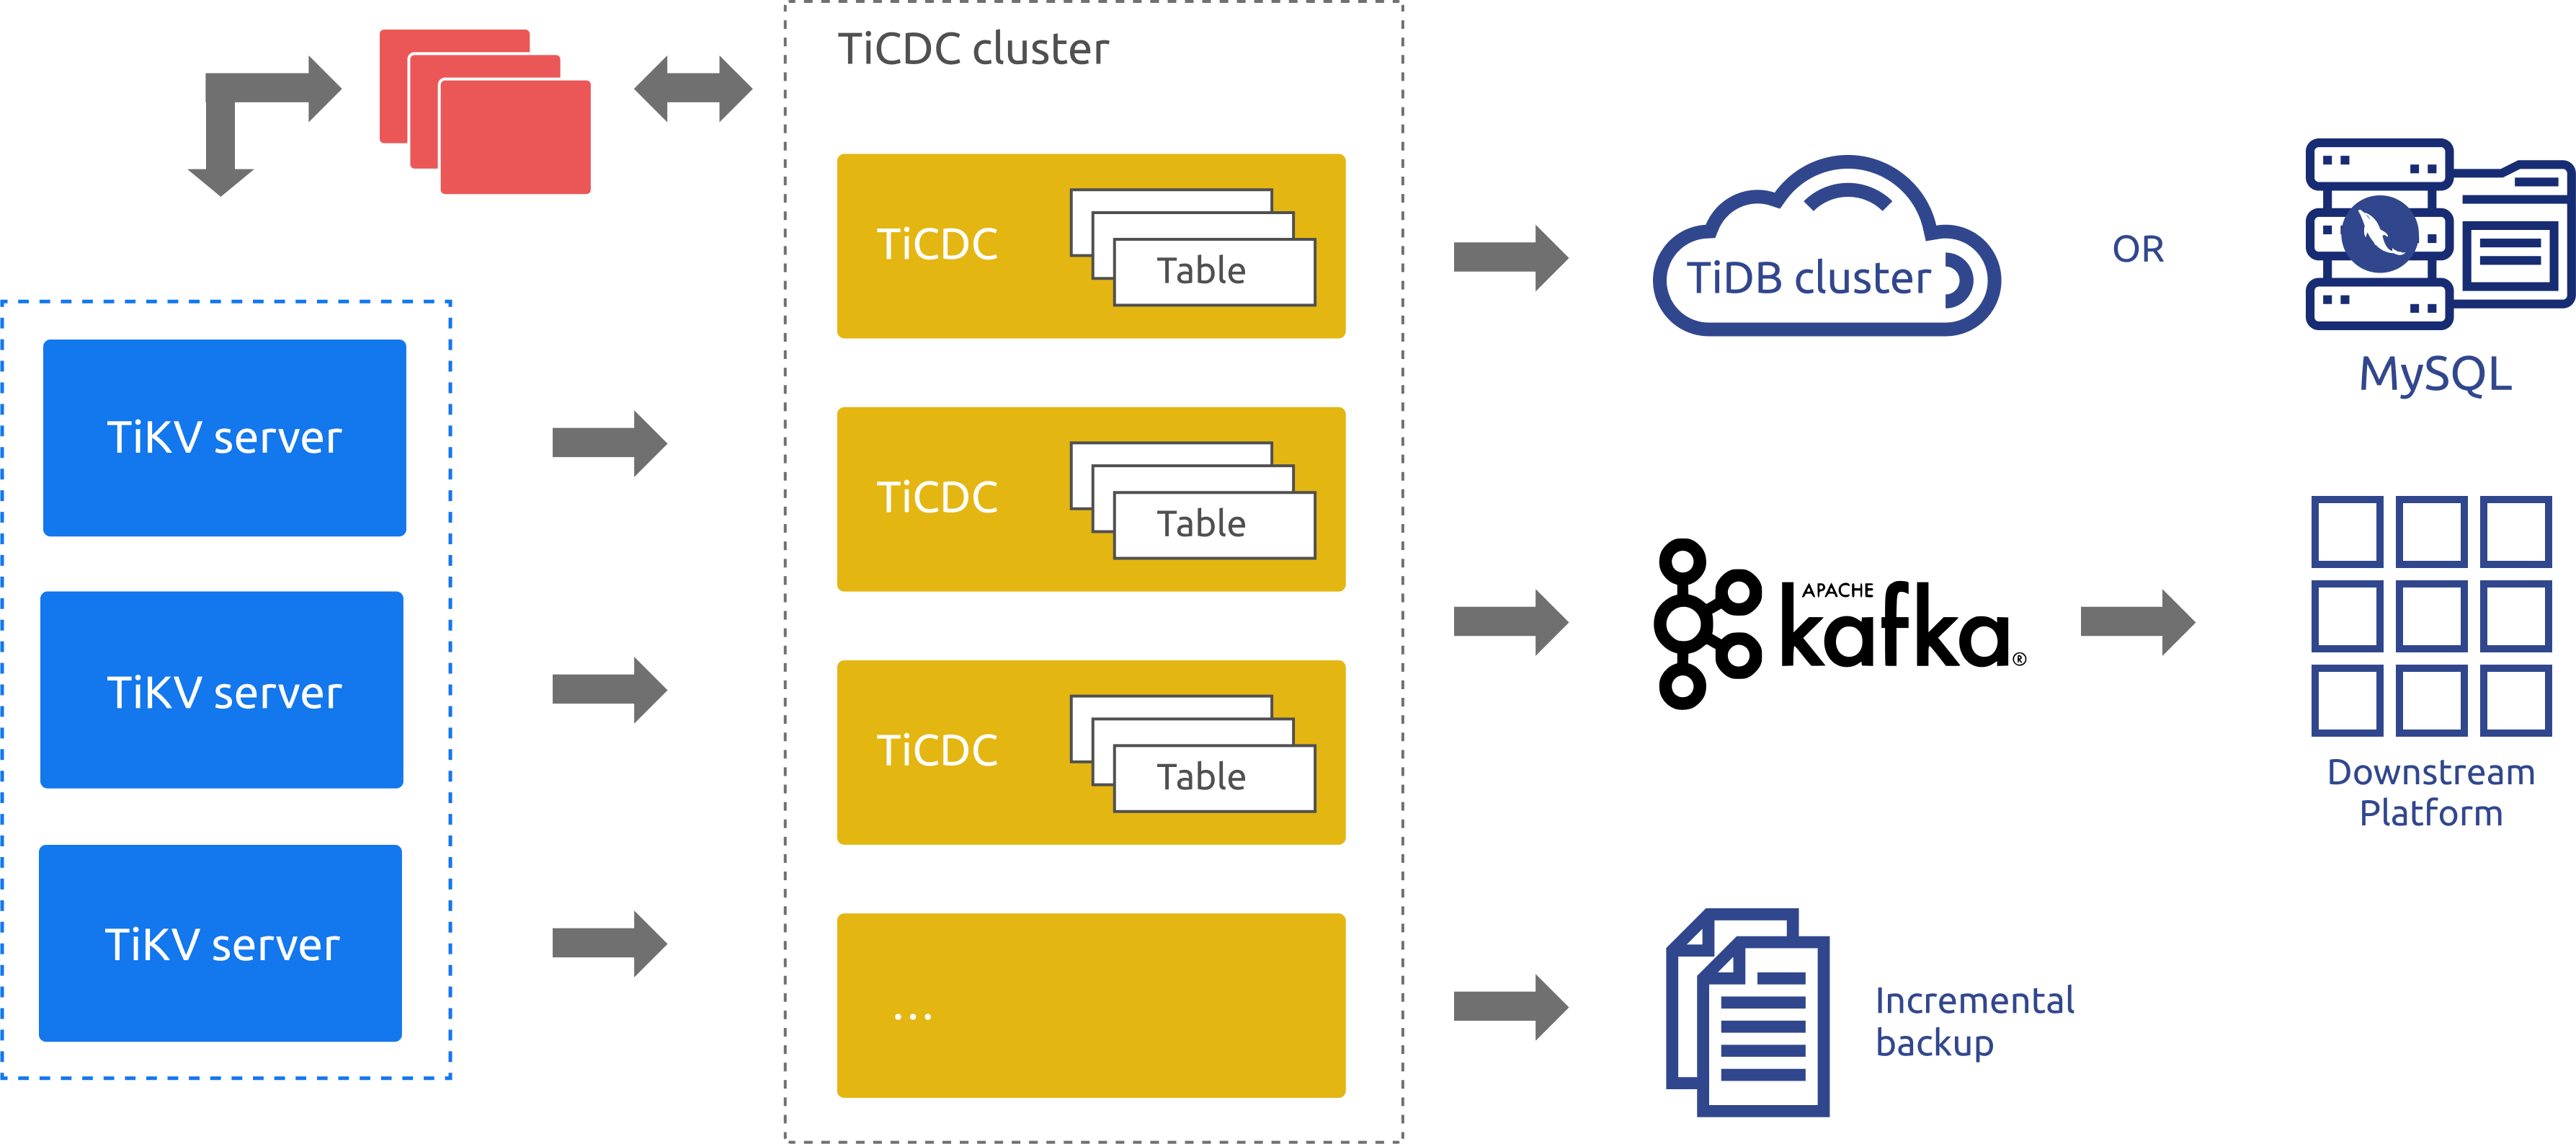 TiCDC cluster
TiCDC
Table
TiDB cluster
OR
MySQL
TiKV server
TiCDC
Table
TiKV server
APACHE
kafka®
Downstream
Platform
TiCDC
Table
TiKV server
...
Incremental
backup